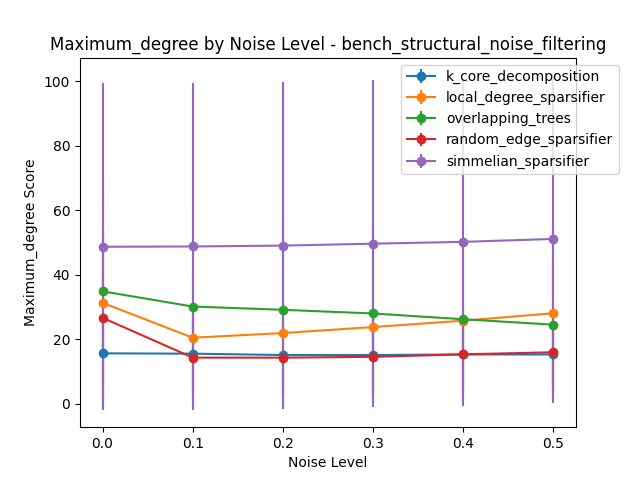 Maximum_degree by Noise Level - bench_structural_noise_filtering
k_core_decomposition
local_degree_sparsifier
overlapping_trees
random_edge_sparsifier
simmelian_sparsifier
Maximum_degree Score
100
80
60
40
20
0
0.0 0.1 0.2 0.3 0.4 0.5
Noise Level